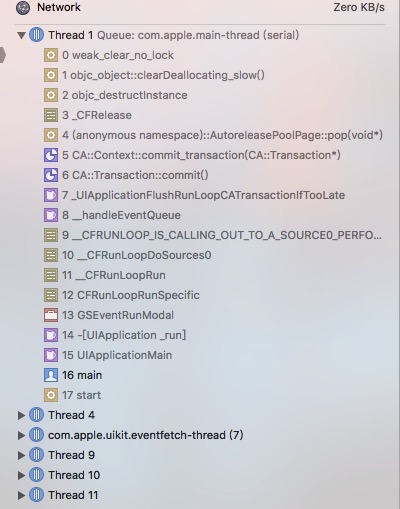 Network Zero KB/s
Thread 1 Queue: com.apple.main-thread (serial)
0 weak_clear_no_lock
1 objc_object::clearDeallocating_slow()
2 objc_destructInstance
3 _CFRelease
4 (anonymous namespace)::AutoreleasePoolPage::pop(void*)
5 CA::Context::commit_transaction(CA::Transaction*)
6 CA::Transaction::commit()
7 _UIApplicationFlushRunLoopCATransactionIfTooLate
8 __handleEventQueue
9 __CFRUNLOOP_IS_CALLING_OUT_TO_A_SOURCE0_PERFO...
10 __CFRunLoopDoSources0
11 __CFRunLoopRun
12 CFRunLoopRunSpecific
13 GSEventRunModal
14 -[UIApplication _run]
15 UIApplicationMain
16 main
17 start
Thread 4
com.apple.uikit.eventfetch-thread (7)
Thread 9
Thread 10
Thread 11